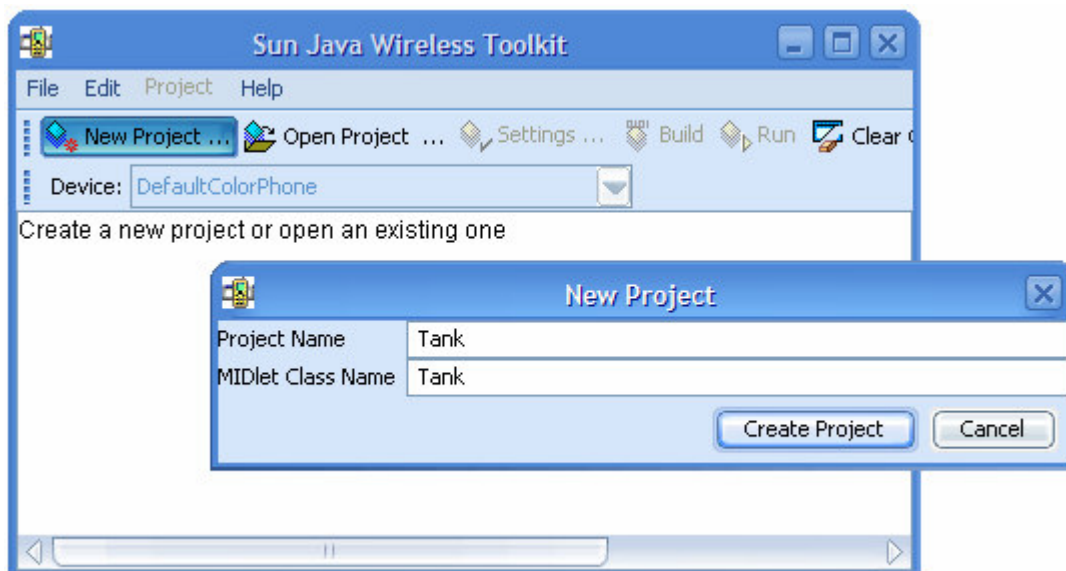 Sun Java Wireless Toolkit
File Edit Project Help
New Project ... Open Project ... Settings ... Build Run Clear
Device: DefaultColorPhone
Create a new project or open an existing one
New Project
Project Name Tank
MIDlet Class Name Tank
Create Project Cancel